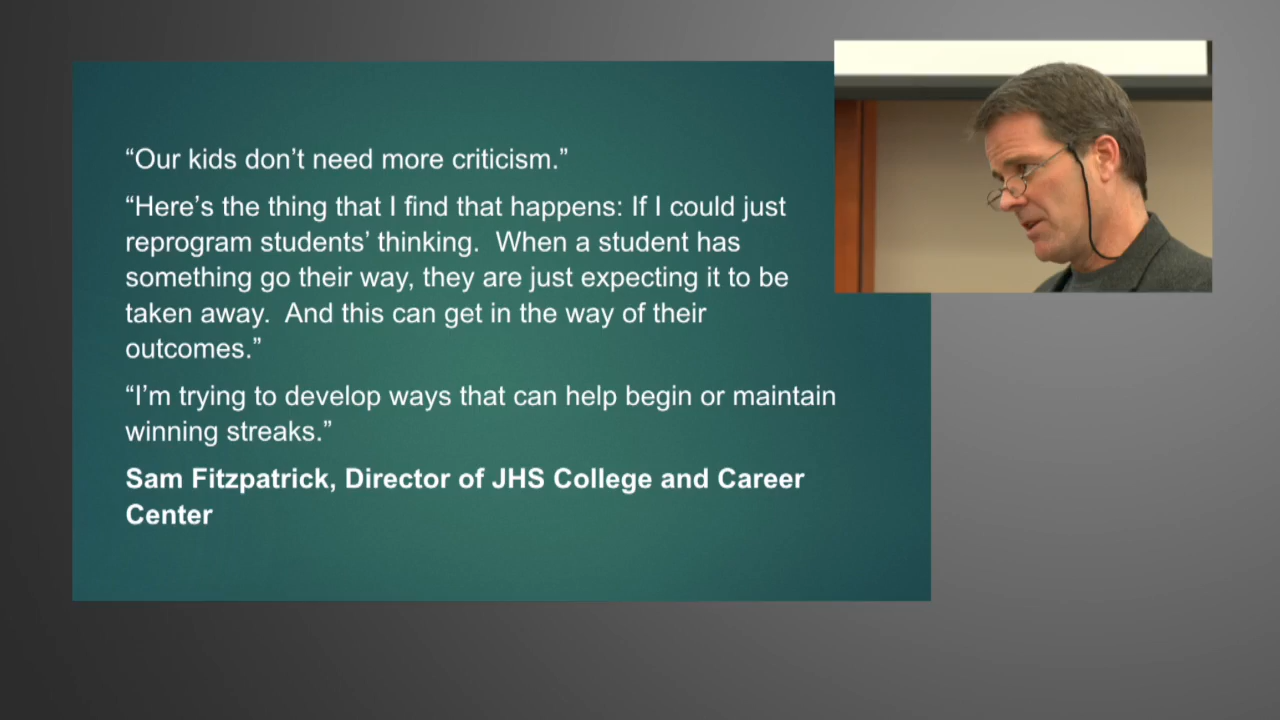 “Our kids don’t need more criticism.”
“Here’s the thing that I find that happens: If I could just
reprogram students’ thinking.  When a student has
something go their way, they are just expecting it to be
taken away.  And this can get in the way of their
outcomes.”
“I’m trying to develop ways that can help begin or maintain
winning streaks.”
Sam Fitzpatrick, Director of JHS College and Career
Center